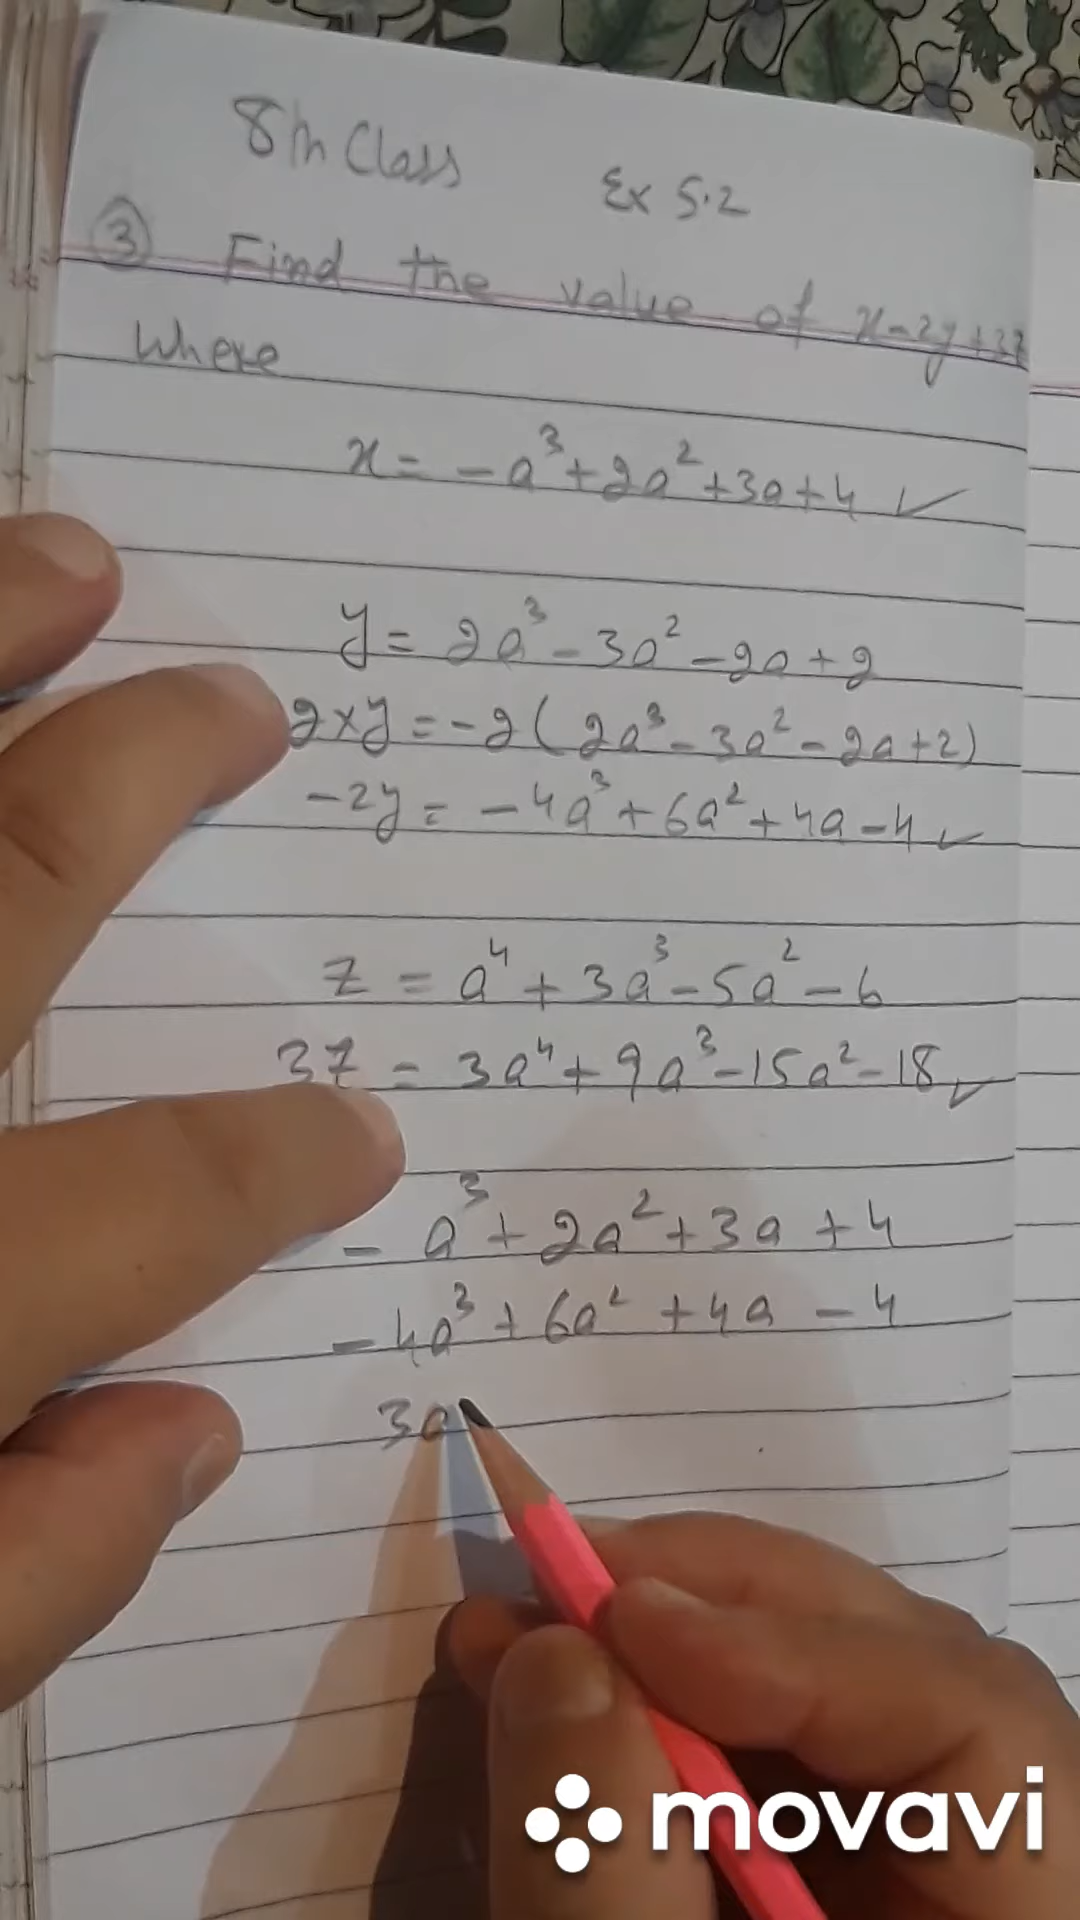 8th Class Ex 5.2
③ Find the value of x-2y+3z
Where
x = -a³+2a²+3a+4 ✓
y = 2a³-3a²-2a+2
2×y = -2(2a³-3a²-2a+2)
-2y = -4a³+6a²+4a-4 ✓
z = a⁴+3a³-5a²-6
3z = 3a⁴+9a³-15a²-18 ✓
-a³+2a²+3a+4
-4a³+6a²+4a-4
3a
movavi